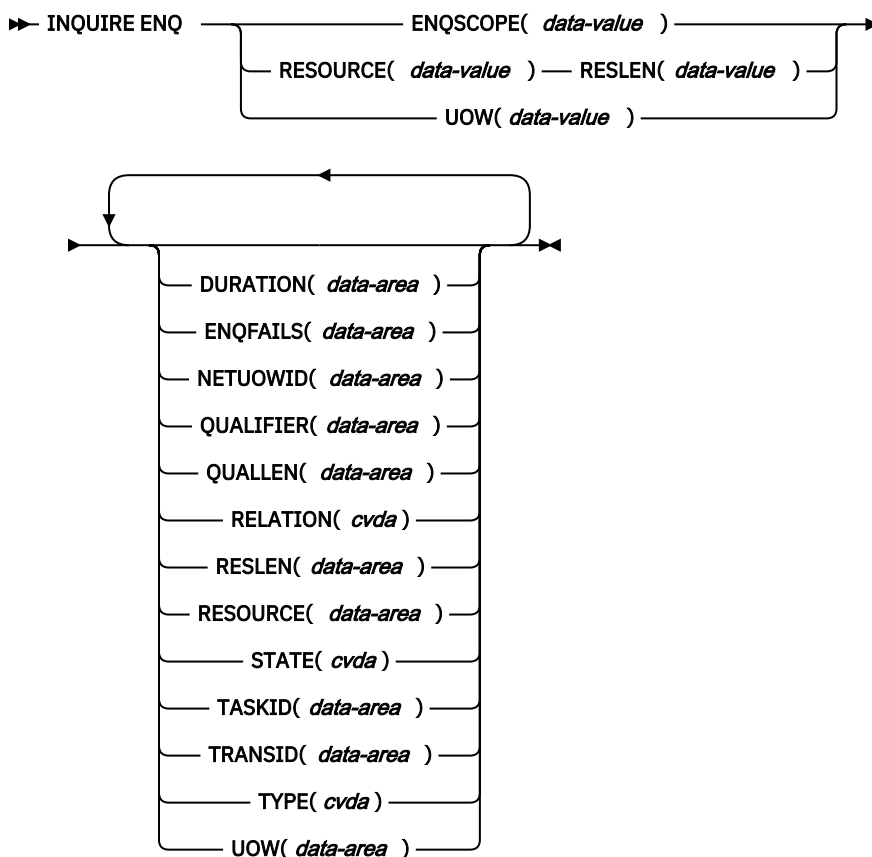 INQUIRE ENQ
ENQSCOPE( data-value )
RESOURCE( data-value ) RESLEN( data-value )
UOW( data-value )
DURATION( data-area )
ENQFAILS( data-area )
NETUOWID( data-area )
QUALIFIER( data-area )
QUALLEN( data-area )
RELATION( cvda )
RESLEN( data-area )
RESOURCE( data-area )
STATE( cvda )
TASKID( data-area )
TRANSID( data-area )
TYPE( cvda )
UOW( data-area )